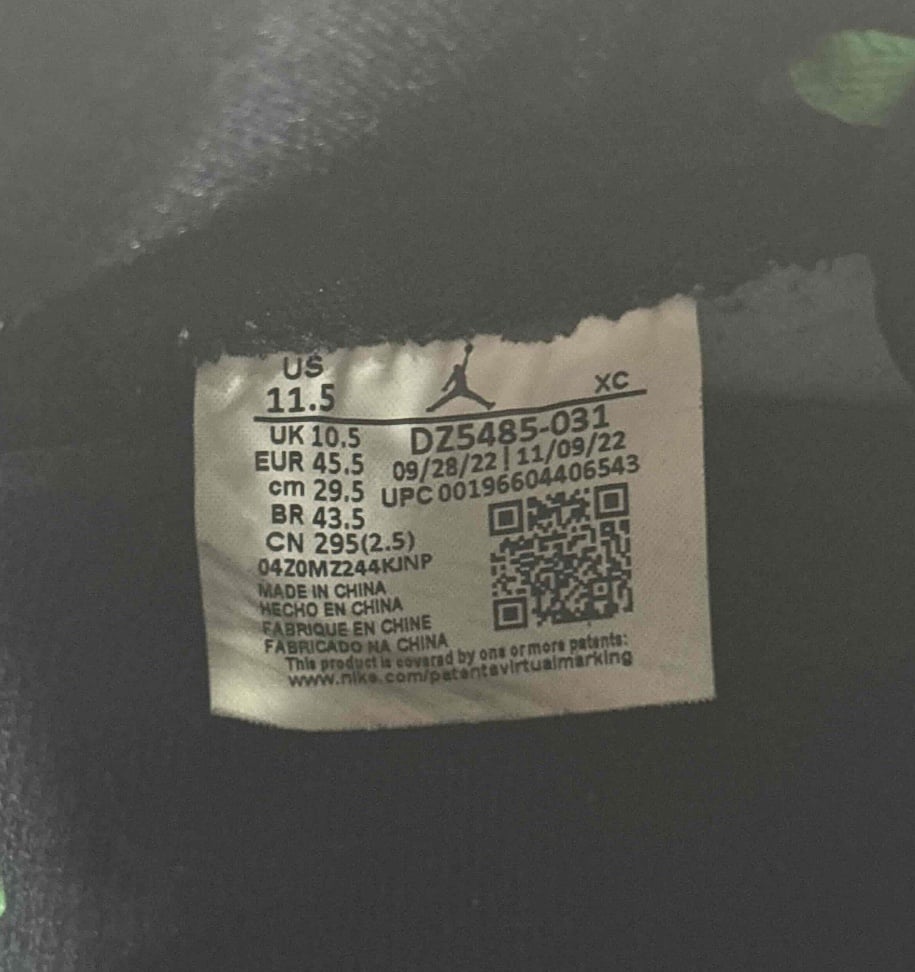 US
11.5
XC
UK 10.5
DZ5485-031
EUR 45.5
09/28/22 | 11/09/22
cm 29.5
UPC 00196604406543
BR 43.5
CN 295(2.5)
04Z0MZ244KJNP
MADE IN CHINA
HECHO EN CHINA
FABRIQUE EN CHINE
FABRICADO NA CHINA
This product is covered by one or more patents:
www.nike.com/patentsvirtualmarking